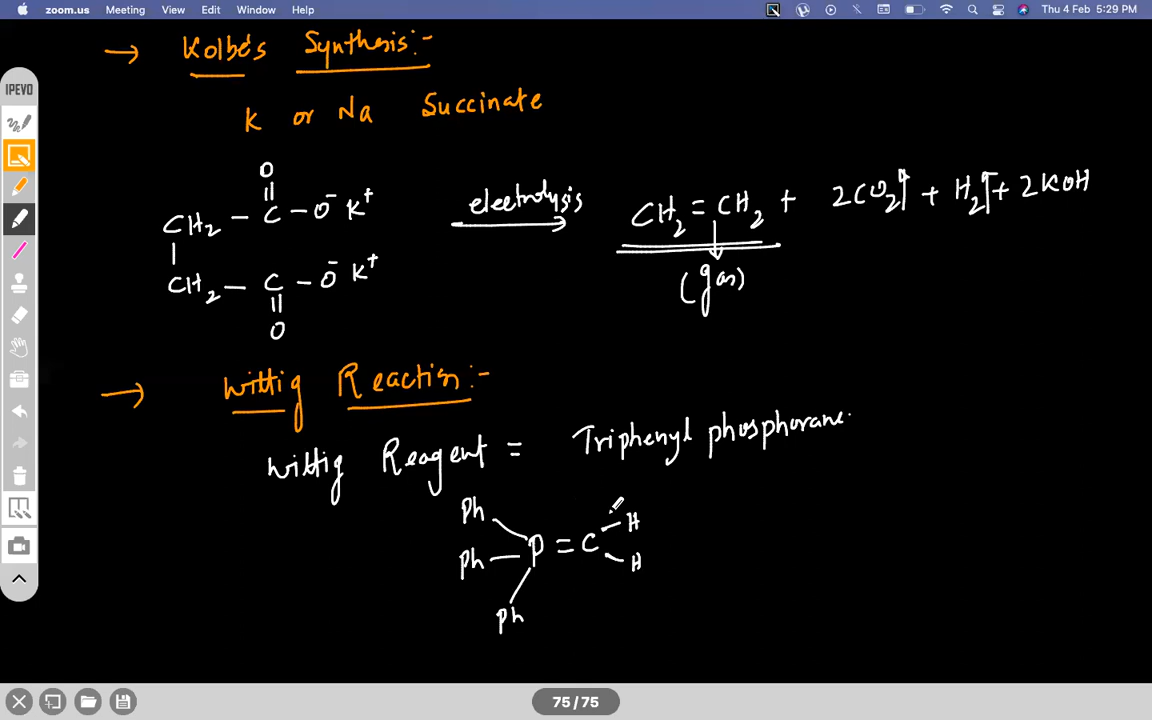 zoom.us Meeting View Edit Window Help Thu 4 Feb 5:29 PM
IPEVO
→ Kolbe's Synthesis:-
K or Na Succinate
O
||
CH₂ – C – O⁻ K⁺ electrolysis → CH₂ = CH₂ + 2CO₂↑ + H₂↑ + 2KOH
|
CH₂ – C – O⁻ K⁺ (gas)
||
O
→ Wittig Reaction:-
Wittig Reagent = Triphenyl phosphorane.
Ph H
Ph – P = C
Ph H
75/75